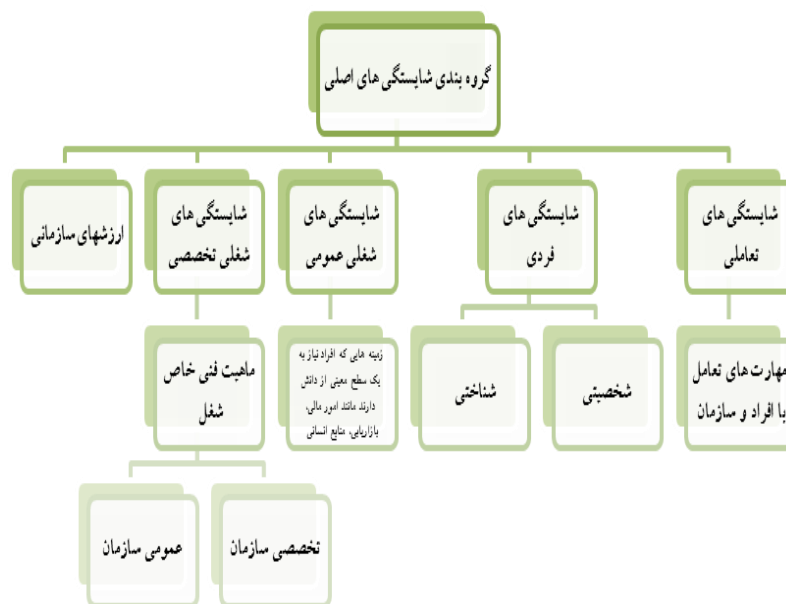 گروه بندی شایستگی های اصلی
شایستگی های
تعاملی
شایستگی های
فردی
شایستگی های
شغلی عمومی
شایستگی های
شغلی تخصصی
ارزشهای سازمانی
مهارت های تعامل
با افراد و سازمان
شخصیتی
شناختی
زمینه هایی که افراد نیاز به
یک سطح معینی از دانش
دارند مانند امور مالی،
بازاریابی، منابع انسانی
ماهیت فنی خاص
شغل
تخصصی سازمان
عمومی سازمان